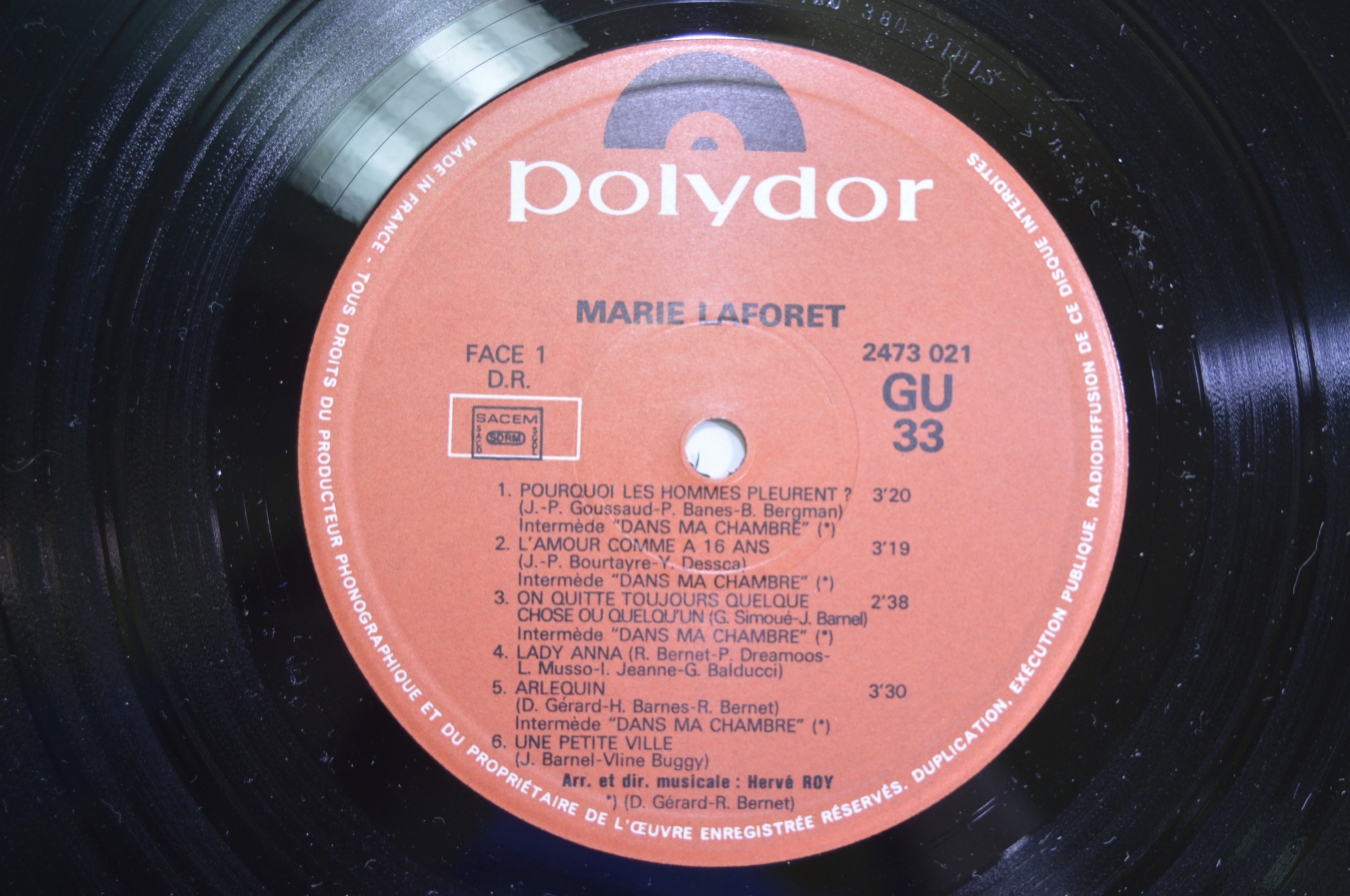 polydor
MARIE LAFORET
FACE 1
D.R.
SACEM
SACD
SDRM
SGDL
2473 021
GU
33
1. POURQUOI LES HOMMES PLEURENT ? 3'20
(J.-P. Goussaud-P. Banes-B. Bergman)
Intermède "DANS MA CHAMBRE" (*)
2. L'AMOUR COMME A 16 ANS 3'19
(J.-P. Bourtayre-Y. Dessca)
Intermède "DANS MA CHAMBRE" (*)
3. ON QUITTE TOUJOURS QUELQUE 2'38
CHOSE OU QUELQU'UN (G. Simoué-J. Barnel)
Intermède "DANS MA CHAMBRE" (*)
4. LADY ANNA (R. Bernet-P. Dreamoos-
L. Musso-I. Jeanne-G. Balducci)
5. ARLEQUIN 3'30
(D. Gérard-H. Barnes-R. Bernet)
Intermède "DANS MA CHAMBRE" (*)
6. UNE PETITE VILLE
(J. Barnel-Vline Buggy)
Arr. et dir. musicale : Hervé ROY
*) (D. Gérard-R. Bernet)
MADE IN FRANCE - TOUS DROITS DU PRODUCTEUR PHONOGRAPHIQUE ET DU PROPRIÉTAIRE DE L'ŒUVRE ENREGISTRÉE RÉSERVÉS. DUPLICATION, EXÉCUTION PUBLIQUE, RADIODIFFUSION DE CE DISQUE INTERDITES